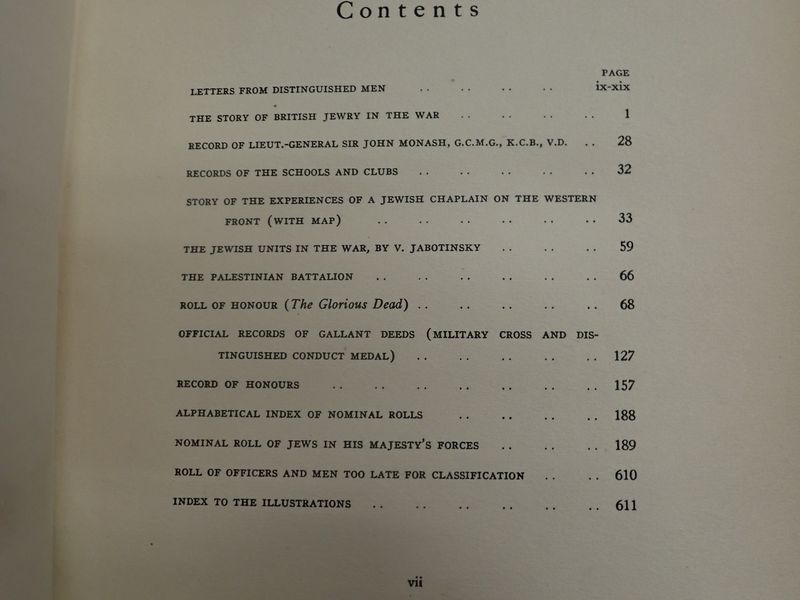 Contents
PAGE
LETTERS FROM DISTINGUISHED MEN .. .. .. .. ix-xix
THE STORY OF BRITISH JEWRY IN THE WAR .. .. .. .. 1
RECORD OF LIEUT.-GENERAL SIR JOHN MONASH, G.C.M.G., K.C.B., V.D. .. 28
RECORDS OF THE SCHOOLS AND CLUBS .. .. .. .. .. 32
STORY OF THE EXPERIENCES OF A JEWISH CHAPLAIN ON THE WESTERN
FRONT (WITH MAP) .. .. .. .. .. .. 33
THE JEWISH UNITS IN THE WAR, BY V. JABOTINSKY .. .. .. 59
THE PALESTINIAN BATTALION .. .. .. .. .. .. 66
ROLL OF HONOUR (The Glorious Dead) .. .. .. .. .. 68
OFFICIAL RECORDS OF GALLANT DEEDS (MILITARY CROSS AND DIS-
TINGUISHED CONDUCT MEDAL) .. .. .. .. .. 127
RECORD OF HONOURS .. .. .. .. .. .. .. 157
ALPHABETICAL INDEX OF NOMINAL ROLLS .. .. .. .. 188
NOMINAL ROLL OF JEWS IN HIS MAJESTY'S FORCES .. .. .. 189
ROLL OF OFFICERS AND MEN TOO LATE FOR CLASSIFICATION .. .. 610
INDEX TO THE ILLUSTRATIONS .. .. .. .. .. .. 611
vii